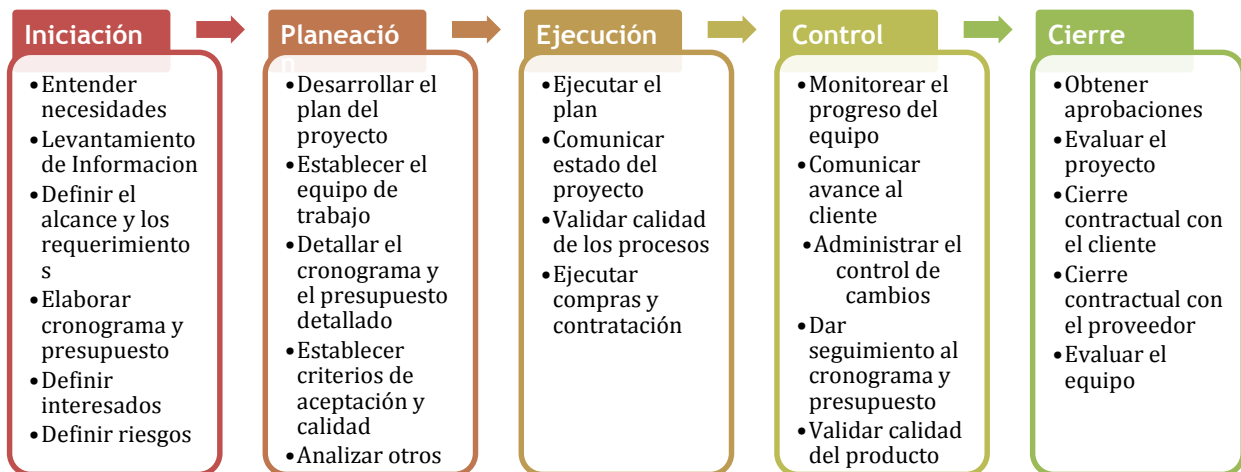 Iniciación
• Entender
necesidades
• Levantamiento
de Informacion
• Definir el
alcance y los
requerimiento
s
• Elaborar
cronograma y
presupuesto
• Definir
interesados
• Definir riesgos
Planeació
n
• Desarrollar el
plan del
proyecto
• Establecer el
equipo de
trabajo
• Detallar el
cronograma y
el presupuesto
detallado
• Establecer
criterios de
aceptación y
calidad
• Analizar otros
Ejecución
• Ejecutar el
plan
• Comunicar
estado del
proyecto
• Validar calidad
de los procesos
• Ejecutar
compras y
contratación
Control
• Monitorear el
progreso del
equipo
• Comunicar
avance al
cliente
• Administrar el
control de
cambios
• Dar
seguimiento al
cronograma y
presupuesto
• Validar calidad
del producto
Cierre
• Obtener
aprobaciones
• Evaluar el
proyecto
• Cierre
contractual con
el cliente
• Cierre
contractual con
el proveedor
• Evaluar el
equipo